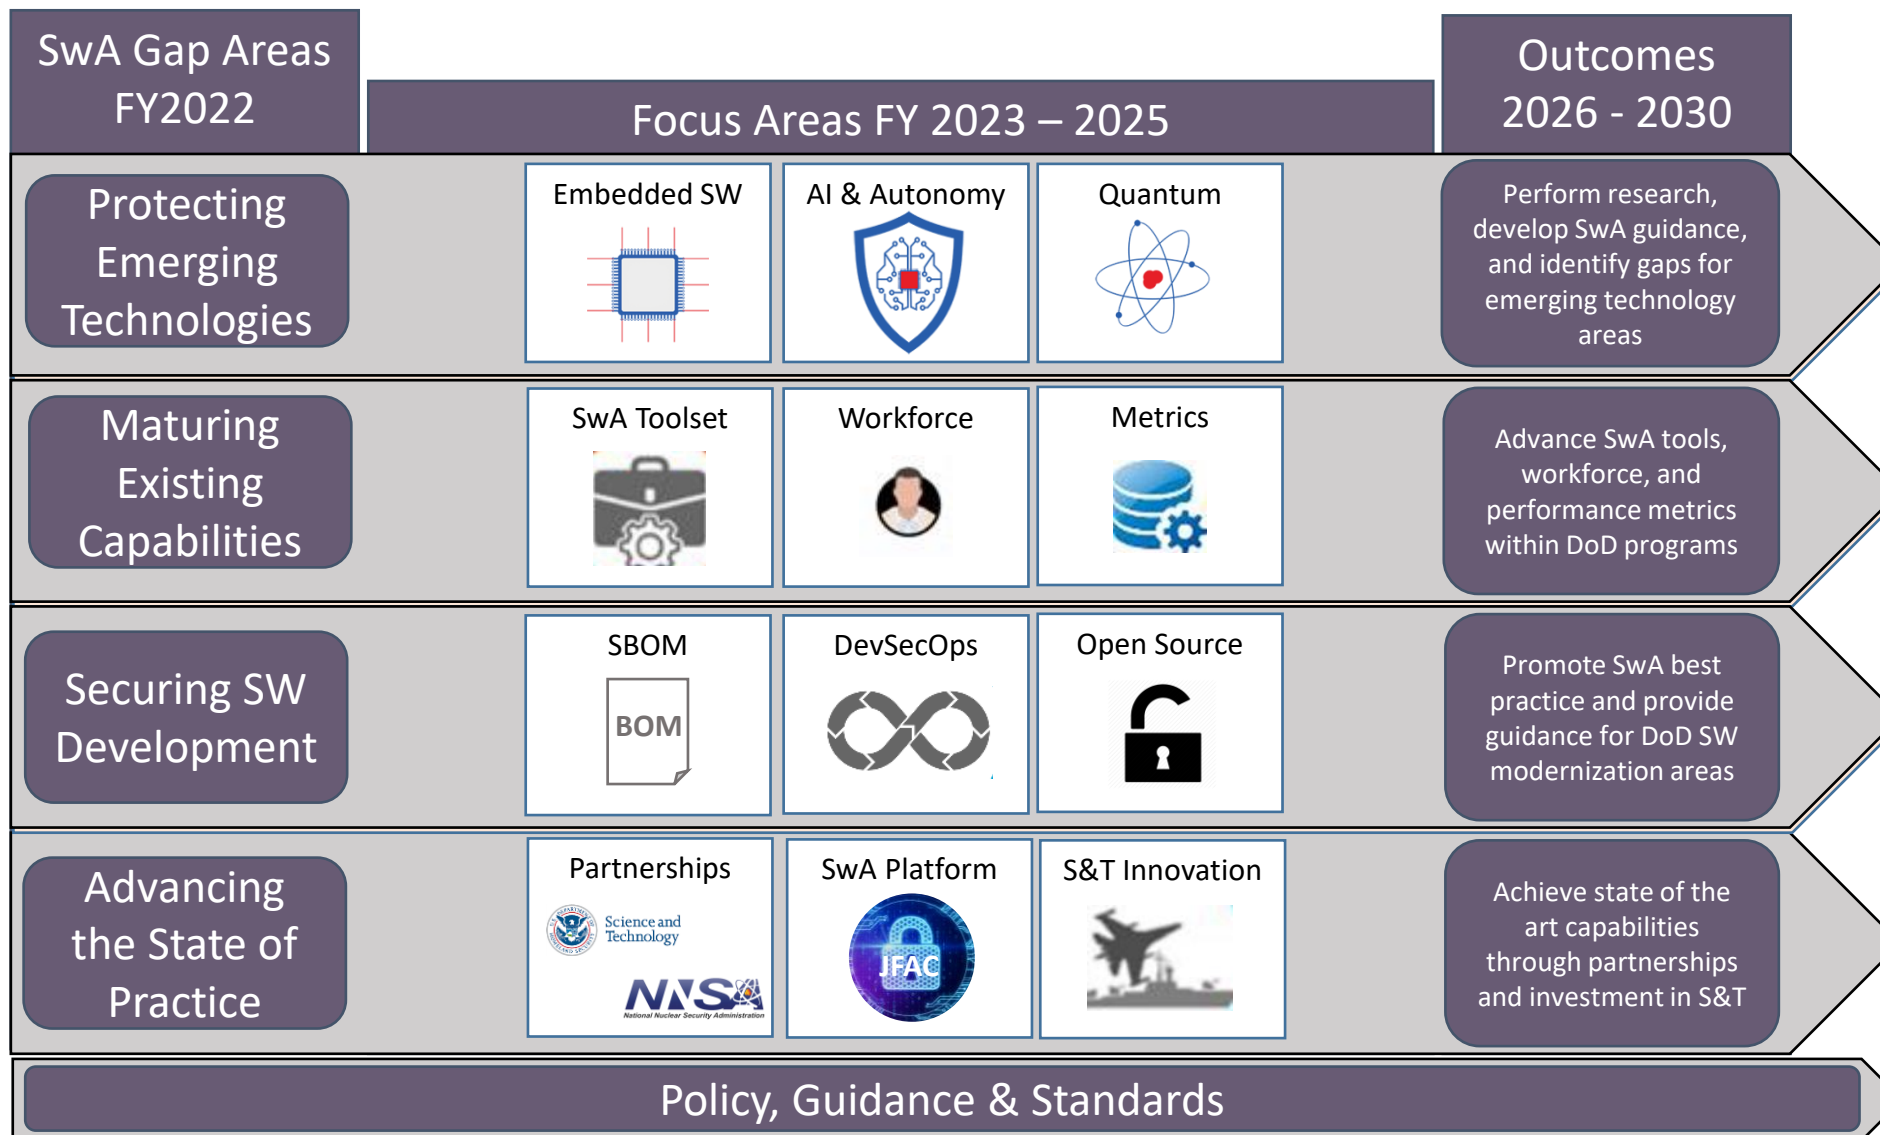 SwA Gap Areas
FY2022
Focus Areas FY 2023 – 2025
Outcomes
2026 - 2030
Protecting
Emerging
Technologies
Embedded SW
AI & Autonomy
Quantum
Perform research,
develop SwA guidance,
and identify gaps for
emerging technology
areas
Maturing
Existing
Capabilities
SwA Toolset
Workforce
Metrics
Advance SwA tools,
workforce, and
performance metrics
within DoD programs
Securing SW
Development
SBOM
BOM
DevSecOps
Open Source
Promote SwA best
practice and provide
guidance for DoD SW
modernization areas
Advancing
the State of
Practice
Partnerships
Science and
Technology
NNSA
National Nuclear Security Administration
SwA Platform
JFAC
S&T Innovation
Achieve state of the
art capabilities
through partnerships
and investment in S&T
Policy, Guidance & Standards